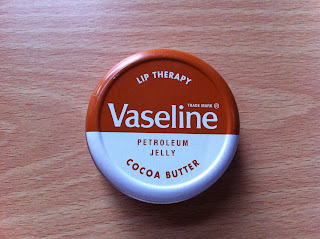 LIP THERAPY
TRADE MARK ®
Vaseline
PETROLEUM
JELLY
COCOA BUTTER